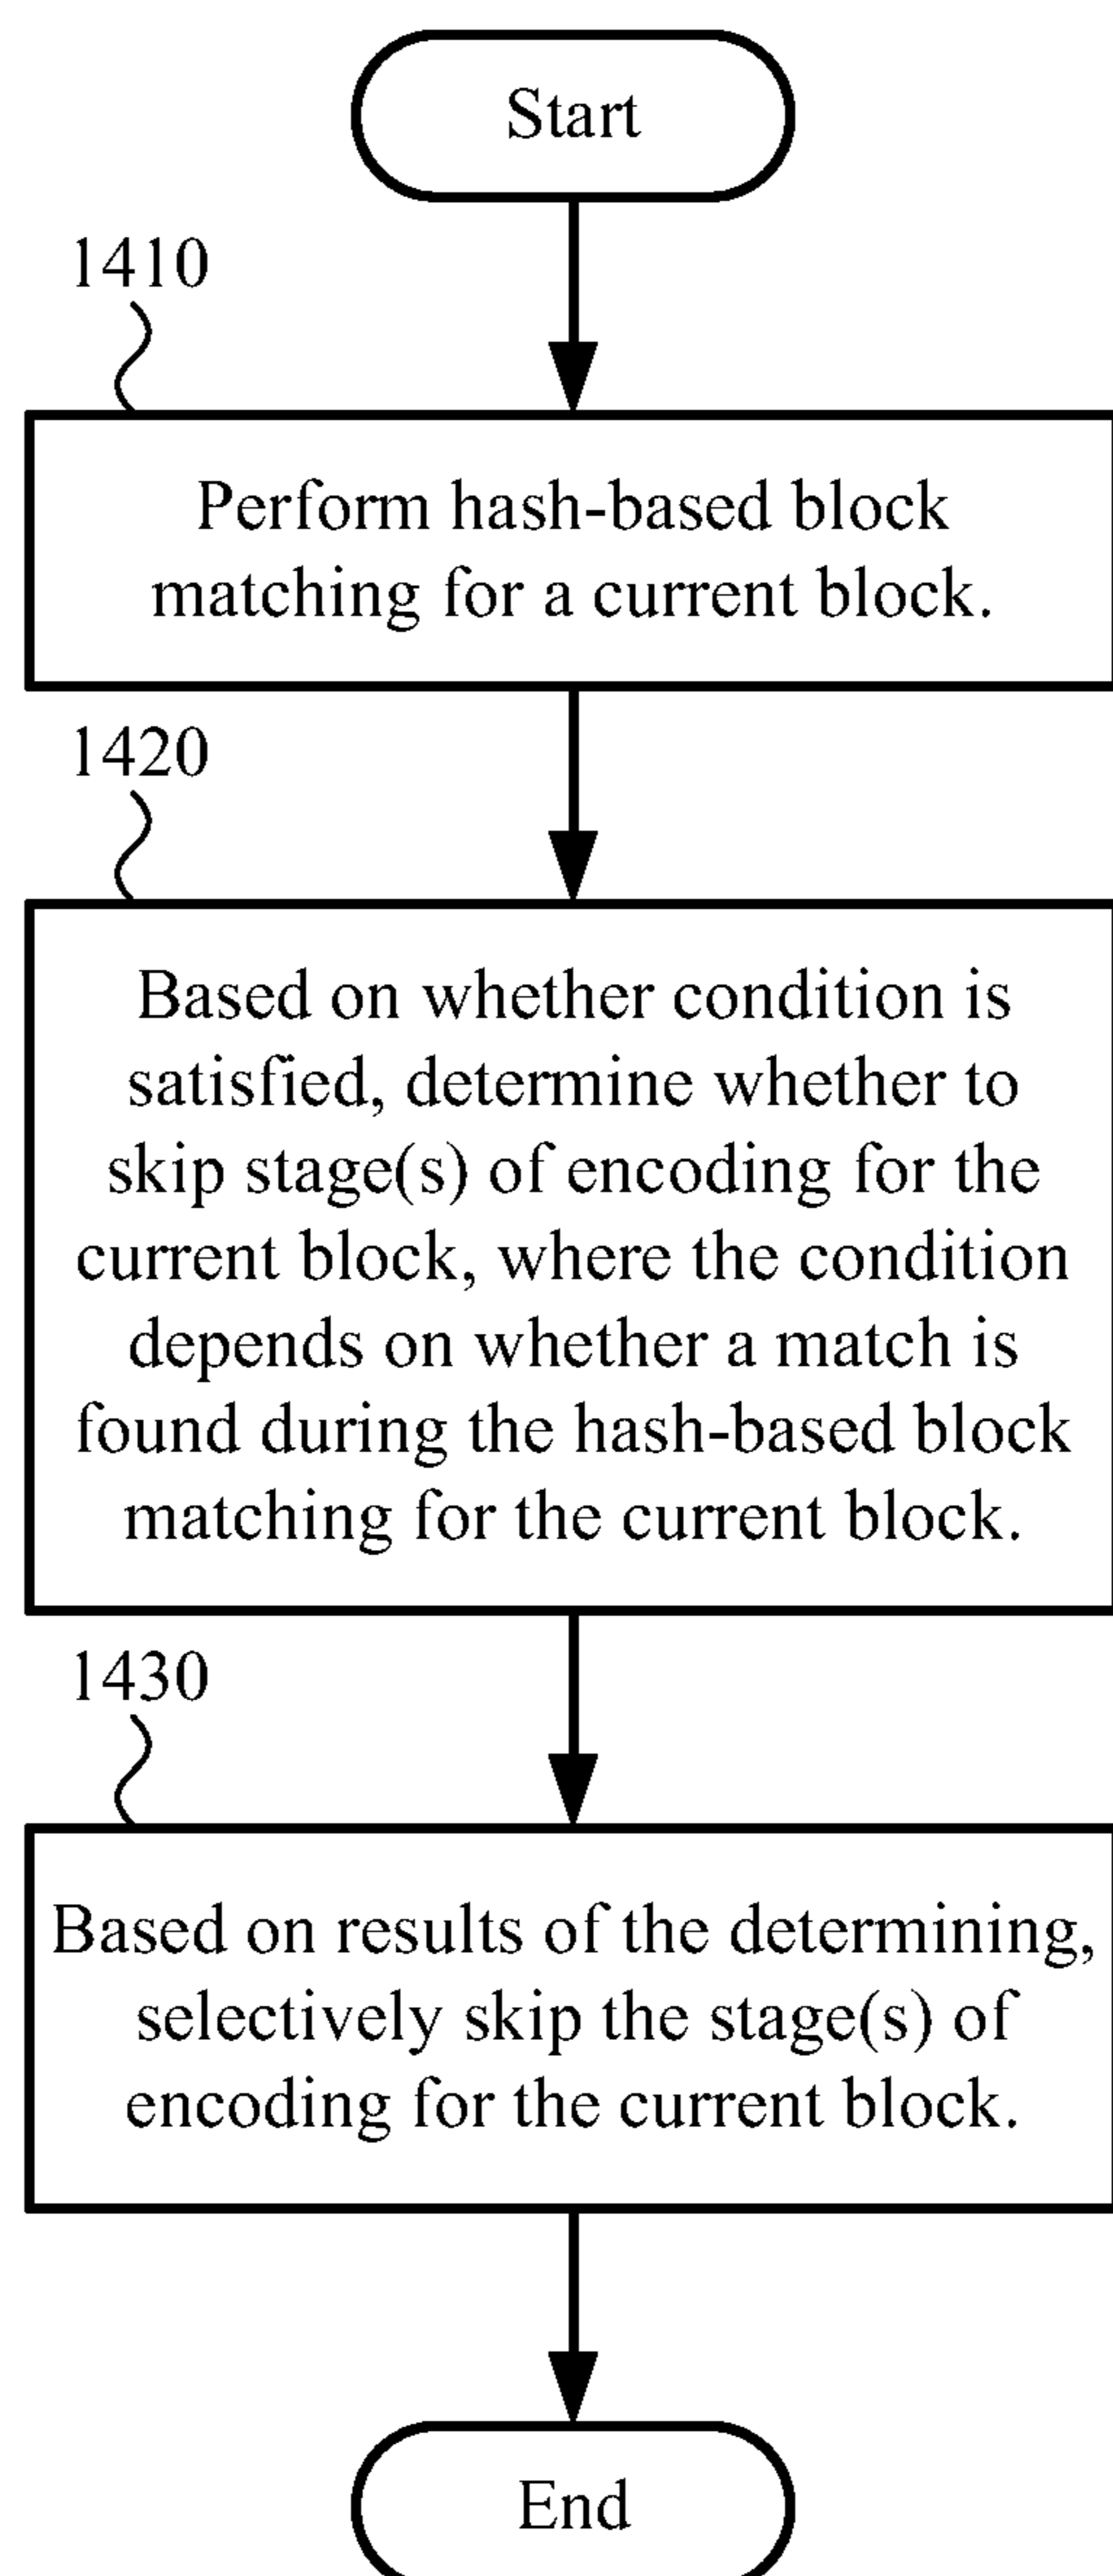 Start
1410
Perform hash-based block
matching for a current block.
1420
Based on whether condition is
satisfied, determine whether to
skip stage(s) of encoding for the
current block, where the condition
depends on whether a match is
found during the hash-based block
matching for the current block.
1430
Based on results of the determining,
selectively skip the stage(s) of
encoding for the current block.
End